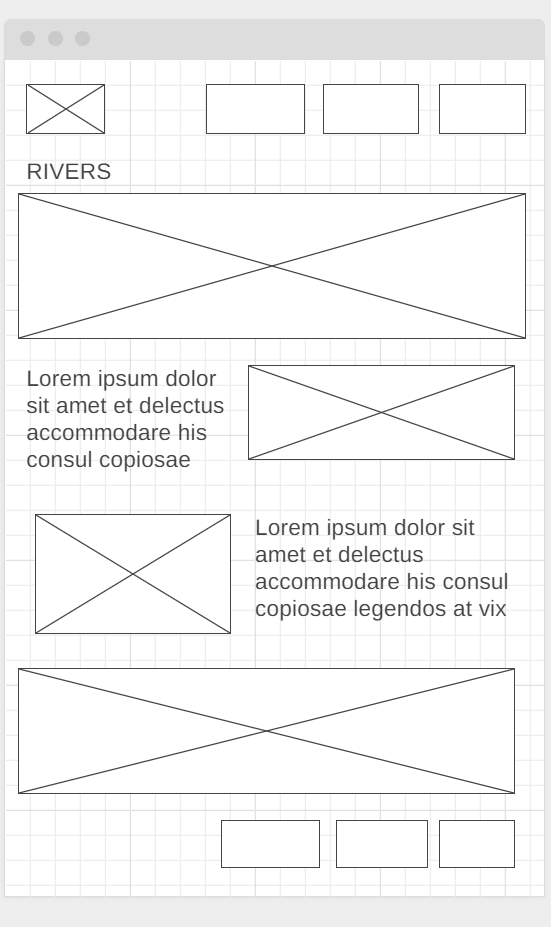 RIVERS
Lorem ipsum dolor
sit amet et delectus
accommodare his
consul copiosae
Lorem ipsum dolor sit
amet et delectus
accommodare his consul
copiosae legendos at vix